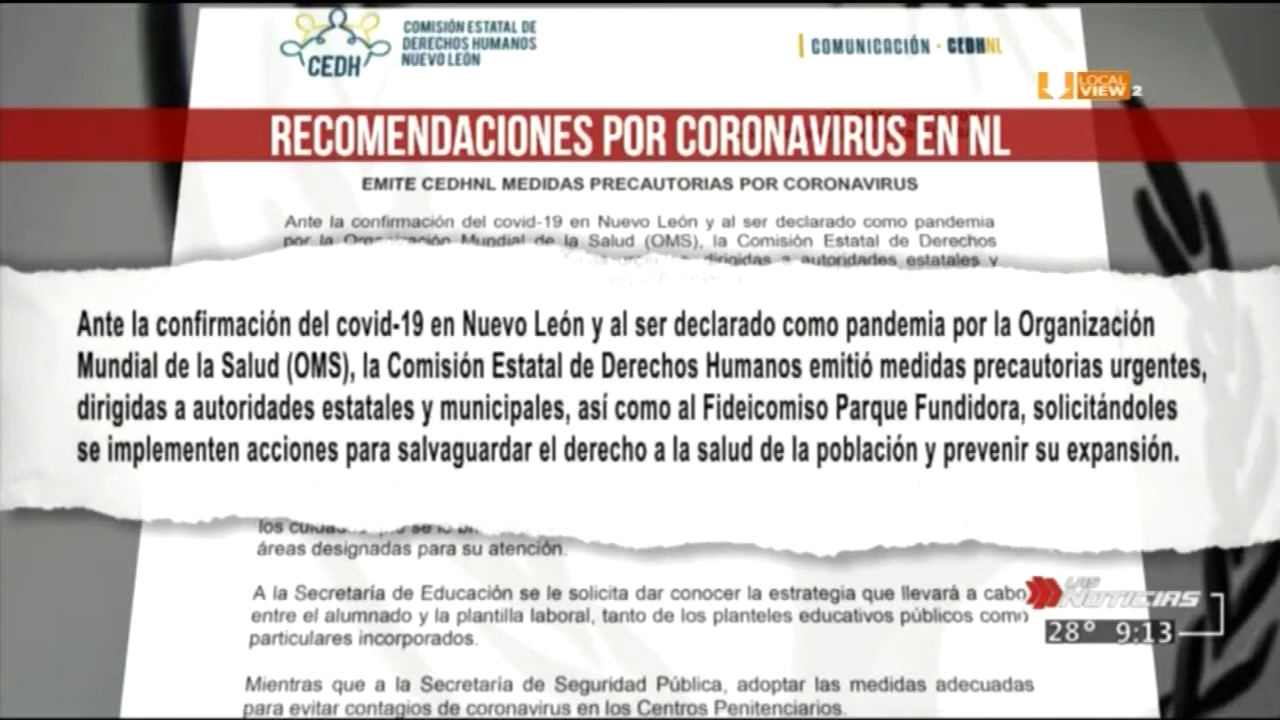 CEDH
COMISIÓN ESTATAL DE
DERECHOS HUMANOS
NUEVO LEÓN
COMUNICACIÓN · CEDHNL
LOCAL
VIEW 2
RECOMENDACIONES POR CORONAVIRUS EN NL
EMITE CEDHNL MEDIDAS PRECAUTORIAS POR CORONAVIRUS
Ante la confirmación del covid-19 en Nuevo León y al ser declarado como pandemia
por la Organización Mundial de la Salud (OMS), la Comisión Estatal de Derechos
dirigidas a autoridades estatales y
Ante la confirmación del covid-19 en Nuevo León y al ser declarado como pandemia por la Organización
Mundial de la Salud (OMS), la Comisión Estatal de Derechos Humanos emitió medidas precautorias urgentes,
dirigidas a autoridades estatales y municipales, así como al Fideicomiso Parque Fundidora, solicitándoles
se implementen acciones para salvaguardar el derecho a la salud de la población y prevenir su expansión.
los
áreas designadas para su atención.
A la Secretaría de Educación se le solicita dar conocer la estrategia que llevará a cabo
entre el alumnado y la plantilla laboral, tanto de los planteles educativos públicos como
particulares incorporados.
Mientras que a la Secretaría de Seguridad Pública, adoptar las medidas adecuadas
para evitar contagios de coronavirus en los Centros Penitenciarios.
LAS
NOTICIAS
28° 9:13